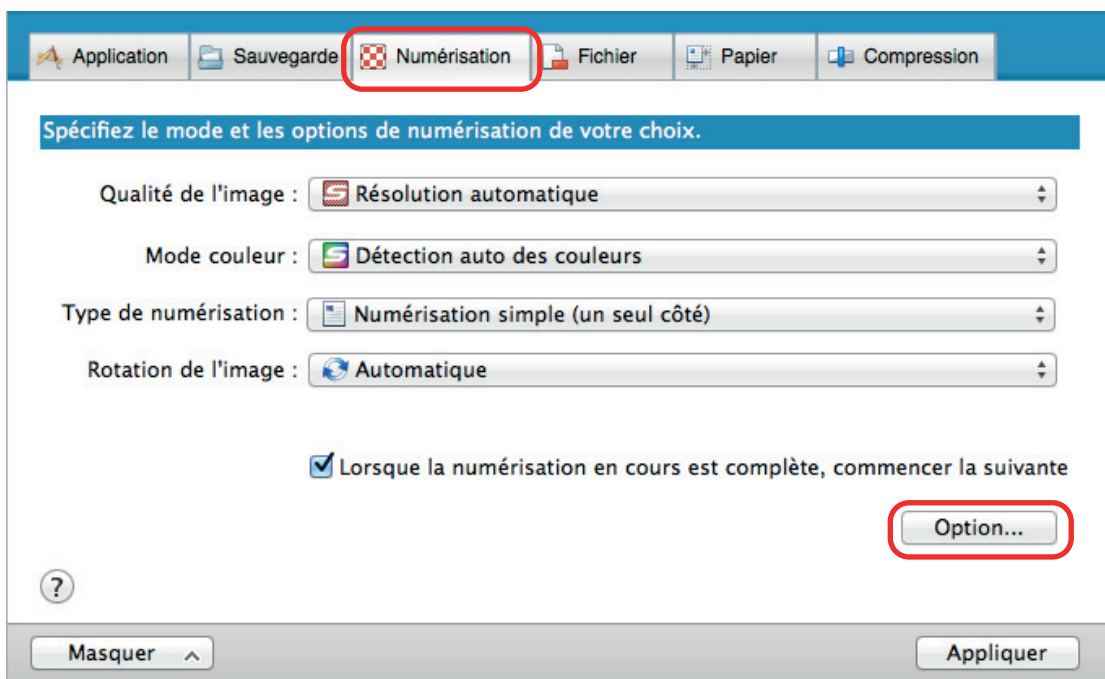 Application Sauvegarde Numérisation Fichier Papier Compression
Spécifiez le mode et les options de numérisation de votre choix.
Qualité de l'image : Résolution automatique
Mode couleur : Détection auto des couleurs
Type de numérisation : Numérisation simple (un seul côté)
Rotation de l'image : Automatique
Lorsque la numérisation en cours est complète, commencer la suivante
Option...
?
Masquer Appliquer